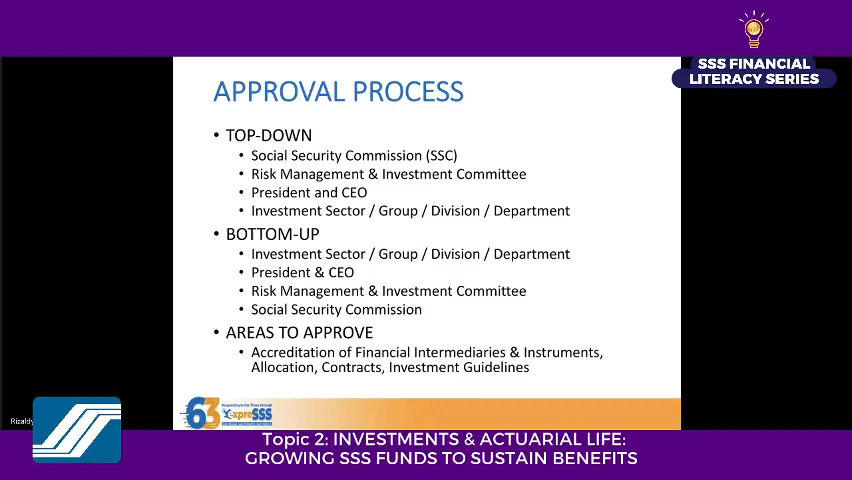 SSS FINANCIAL
LITERACY SERIES
APPROVAL PROCESS
• TOP-DOWN
• Social Security Commission (SSC)
• Risk Management & Investment Committee
• President and CEO
• Investment Sector / Group / Division / Department
• BOTTOM-UP
• Investment Sector / Group / Division / Department
• President & CEO
• Risk Management & Investment Committee
• Social Security Commission
• AREAS TO APPROVE
• Accreditation of Financial Intermediaries & Instruments,
Allocation, Contracts, Investment Guidelines
63
expreSSS
Rizaldy
Topic 2: INVESTMENTS & ACTUARIAL LIFE:
GROWING SSS FUNDS TO SUSTAIN BENEFITS